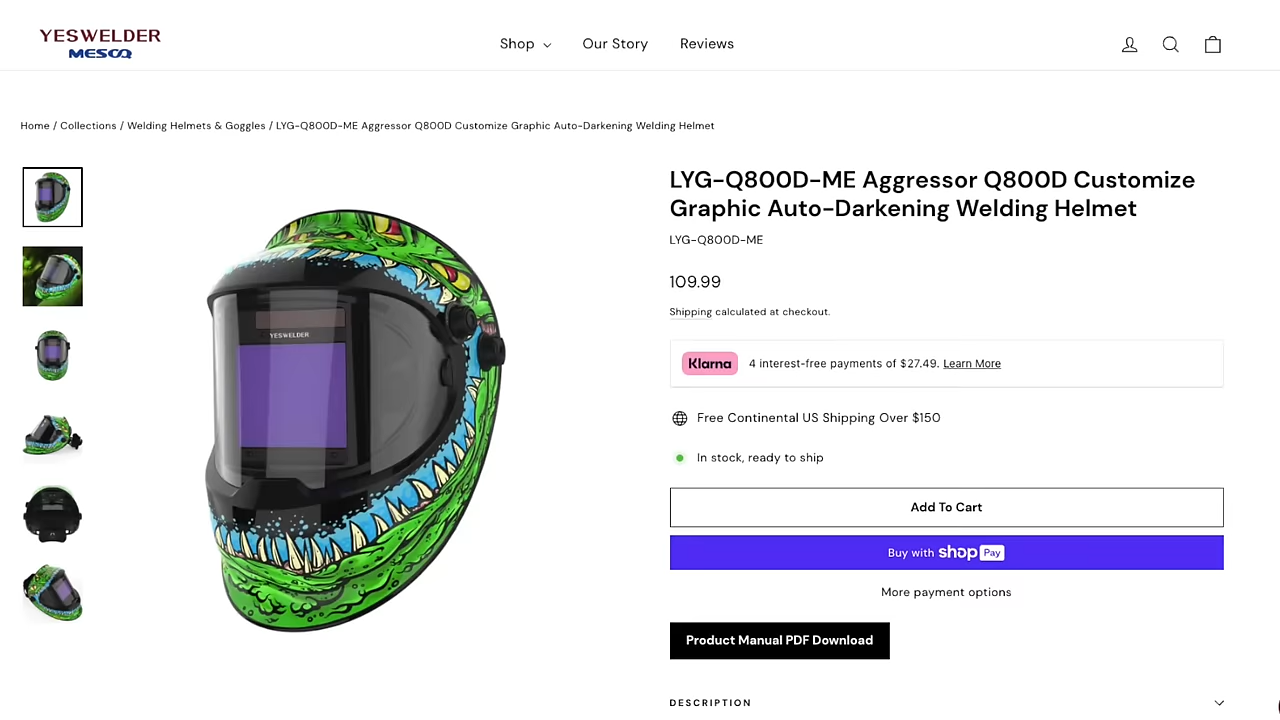 YESWELDER
MESCQ
Shop
Our Story
Reviews
Home / Collections / Welding Helmets & Goggles / LYG-Q800D-ME Aggressor Q800D Customize Graphic Auto-Darkening Welding Helmet
YESWELDER
LYG-Q800D-ME Aggressor Q800D Customize
Graphic Auto-Darkening Welding Helmet
LYG-Q800D-ME
109.99
Shipping calculated at checkout.
Klarna 4 interest-free payments of $27.49. Learn More
Free Continental US Shipping Over $150
In stock, ready to ship
Add To Cart
Buy with shop Pay
More payment options
Product Manual PDF Download
DESCRIPTION